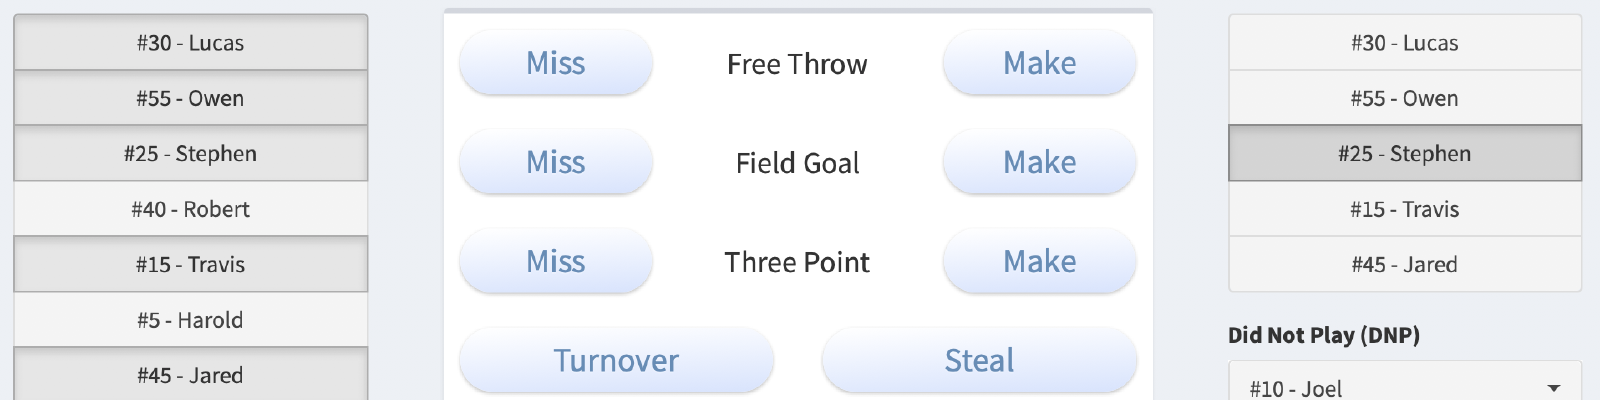 #30 - Lucas
#55 - Owen
#25 - Stephen
#40 - Robert
#15 - Travis
#5 - Harold
#45 - Jared
Miss Free Throw Make
Miss Field Goal Make
Miss Three Point Make
Turnover Steal
#30 - Lucas
#55 - Owen
#25 - Stephen
#15 - Travis
#45 - Jared
Did Not Play (DNP)
#10 - Joel